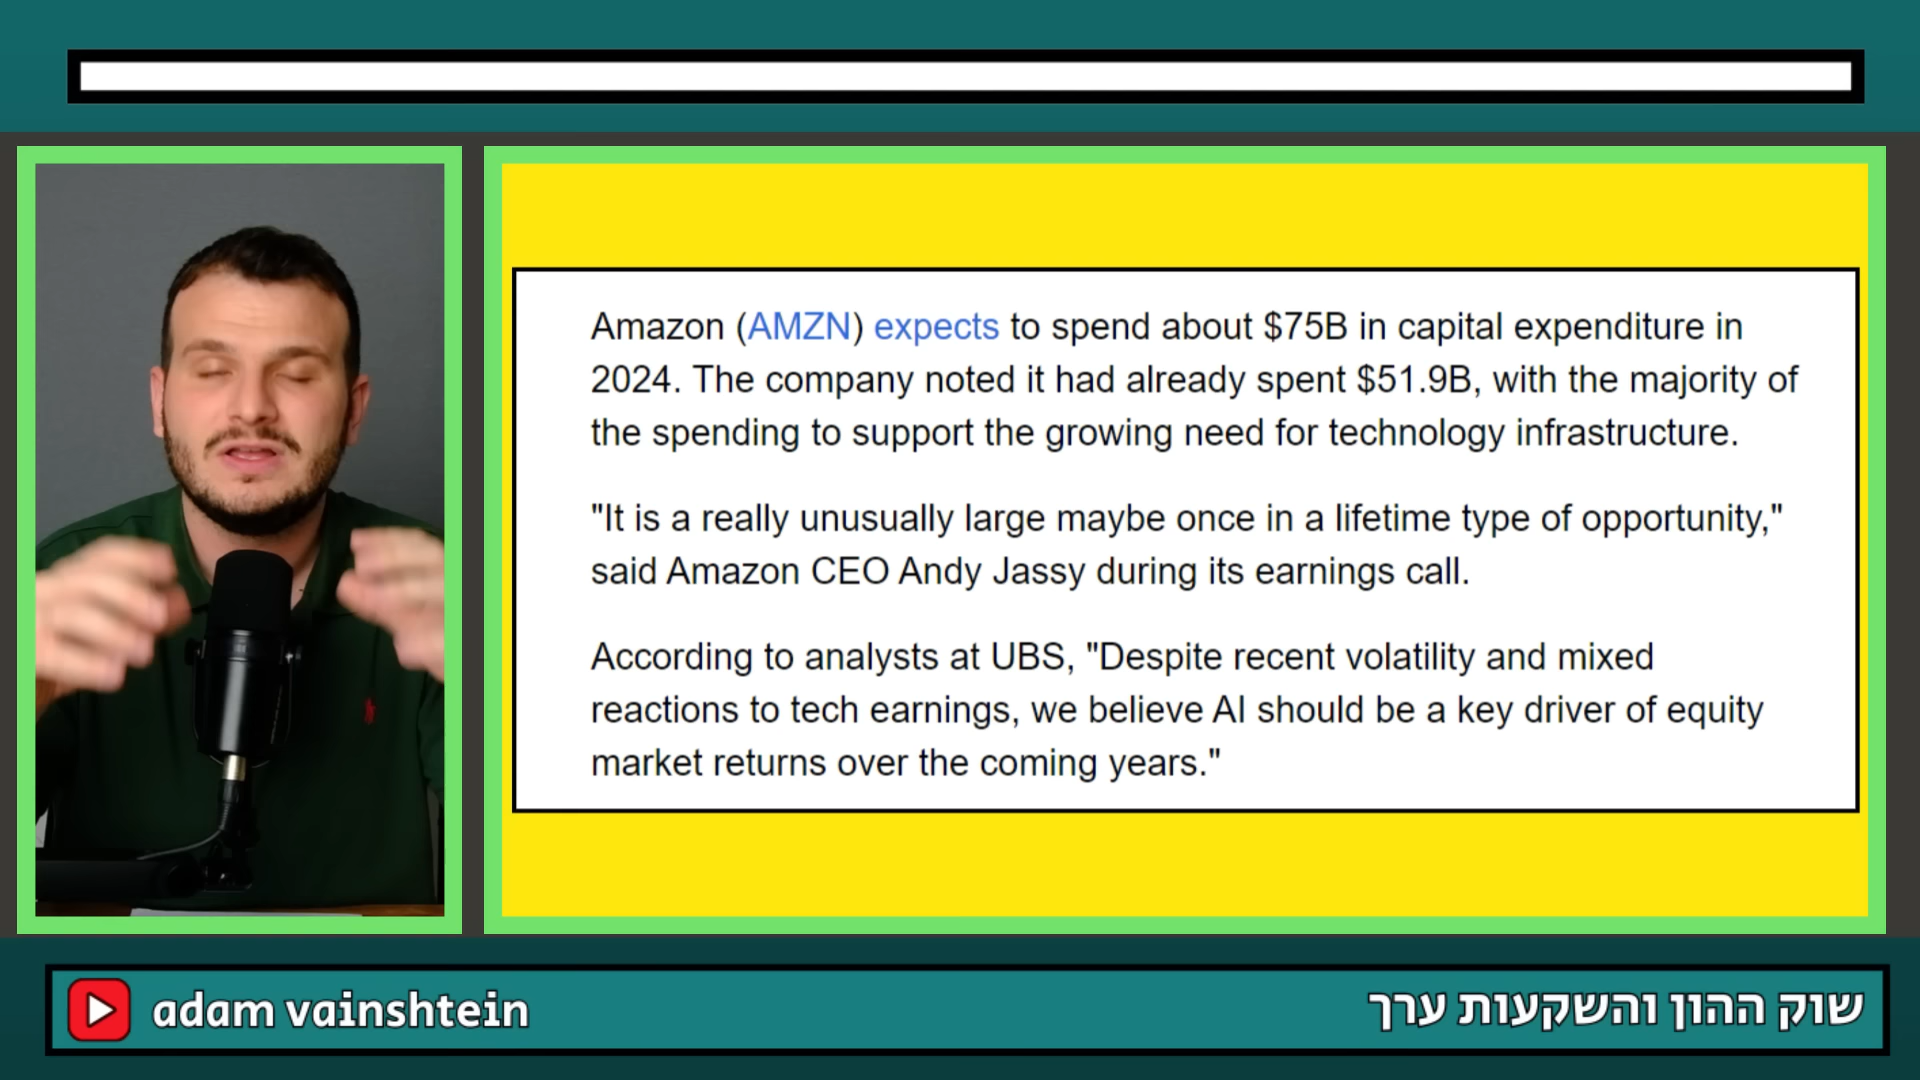 Amazon (AMZN) expects to spend about $75B in capital expenditure in
2024. The company noted it had already spent $51.9B, with the majority of
the spending to support the growing need for technology infrastructure.
"It is a really unusually large maybe once in a lifetime type of opportunity,"
said Amazon CEO Andy Jassy during its earnings call.
According to analysts at UBS, "Despite recent volatility and mixed
reactions to tech earnings, we believe AI should be a key driver of equity
market returns over the coming years."
adam vainshtein
שוק ההון והשקעות ערך